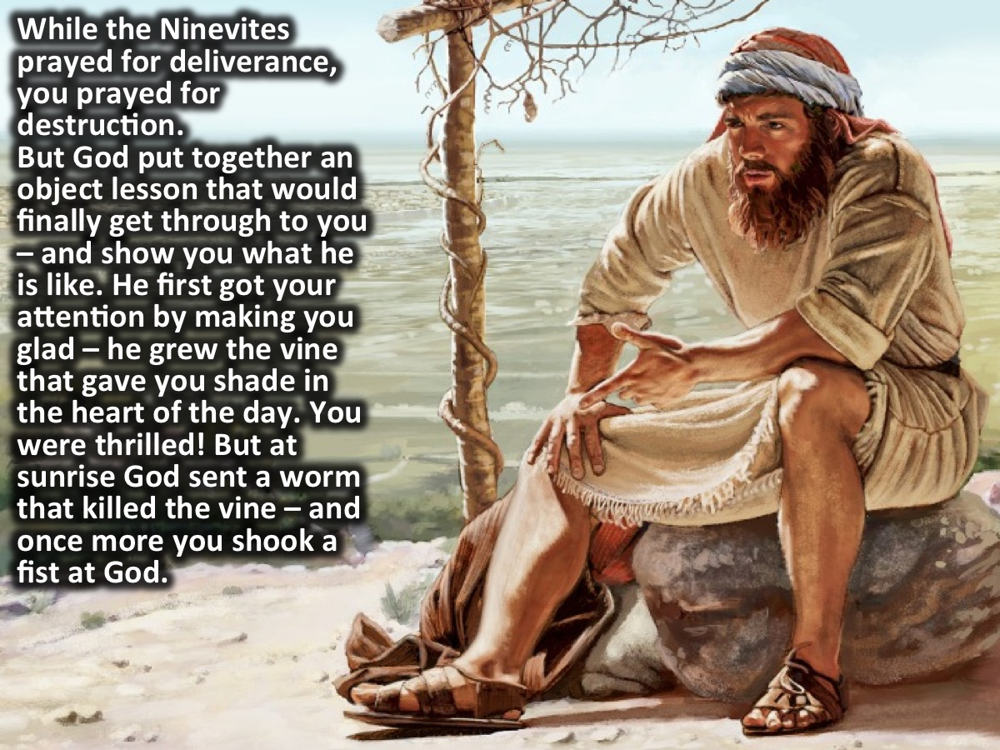 While the Ninevites
prayed for deliverance,
you prayed for
destruction.
But God put together an
object lesson that would
finally get through to you
– and show you what he
is like. He first got your
attention by making you
glad – he grew the vine
that gave you shade in
the heart of the day. You
were thrilled! But at
sunrise God sent a worm
that killed the vine – and
once more you shook a
fist at God.